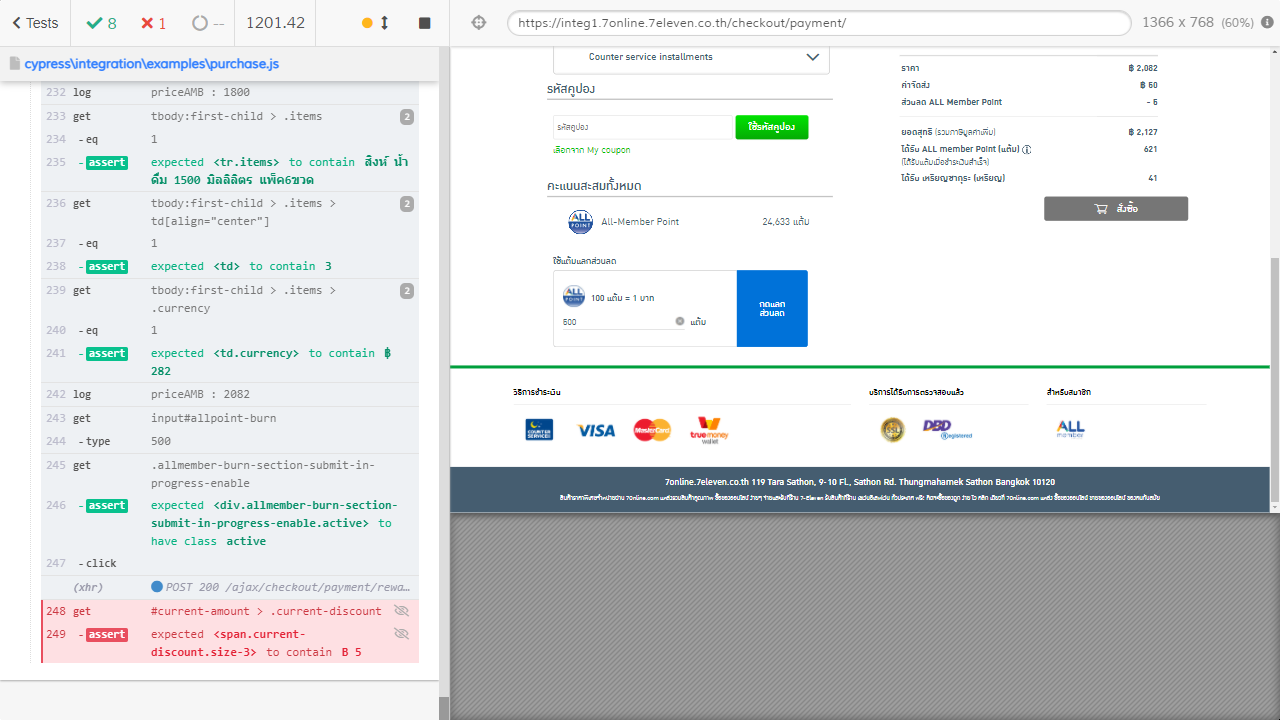 Tests
8
1
--
1201.42
https://integ1.7online.7eleven.co.th/checkout/payment/
1366 x 768 (60%)
cypress\integration\examples\purchase.js
232 log priceAMB : 1800
233 get tbody:first-child > .items 2
234 - eq 1
235 - assert expected <tr.items> to contain สิงห์ น้ำ
ดื่ม 1500 มิลลิลิตร แพ็ค6ขวด
236 get tbody:first-child > .items > 2
td[align="center"]
237 - eq 1
238 - assert expected <td> to contain 3
239 get tbody:first-child > .items > 2
.currency
240 - eq 1
241 - assert expected <td.currency> to contain ฿
282
242 log priceAMB : 2082
243 get input#allpoint-burn
244 - type 500
245 get .allmember-burn-section-submit-in-
progress-enable
246 - assert expected <div.allmember-burn-section-
submit-in-progress-enable.active> to
have class active
247 - click
(xhr) POST 200 /ajax/checkout/payment/rewa…
248 get #current-amount > .current-discount
249 - assert expected <span.current-
discount.size-3> to contain B 5
Counter service installments
รหัสคูปอง
รหัสคูปอง
ใช้รหัสคูปอง
เลือกจาก My coupon
คะแนนสะสมทั้งหมด
ALL POINT All-Member Point 24,633 แต้ม
ใช้แต้มแลกส่วนลด
ALL POINT 100 แต้ม = 1 บาท
500 แต้ม
กดแลก
ส่วนลด
ราคา ฿ 2,082
ค่าจัดส่ง ฿ 50
ส่วนลด ALL Member Point - 5
ยอดสุทธิ (รวมภาษีมูลค่าเพิ่ม) ฿ 2,127
ได้รับ ALL member Point (แต้ม) 621
(ได้รับแต้มเมื่อชำระเงินสำเร็จ)
ได้รับ เหรียญซากุระ (เหรียญ) 41
สั่งซื้อ
วิธีการชำระเงิน
บริการได้รับการตรวจสอบแล้ว
สำหรับสมาชิก
COUNTER SERVICE
VISA
MasterCard
true money wallet
DBD Registered
ALL member
7online.7eleven.co.th 119 Tara Sathon, 9-10 Fl., Sathon Rd. Thungmahamek Sathon Bangkok 10120